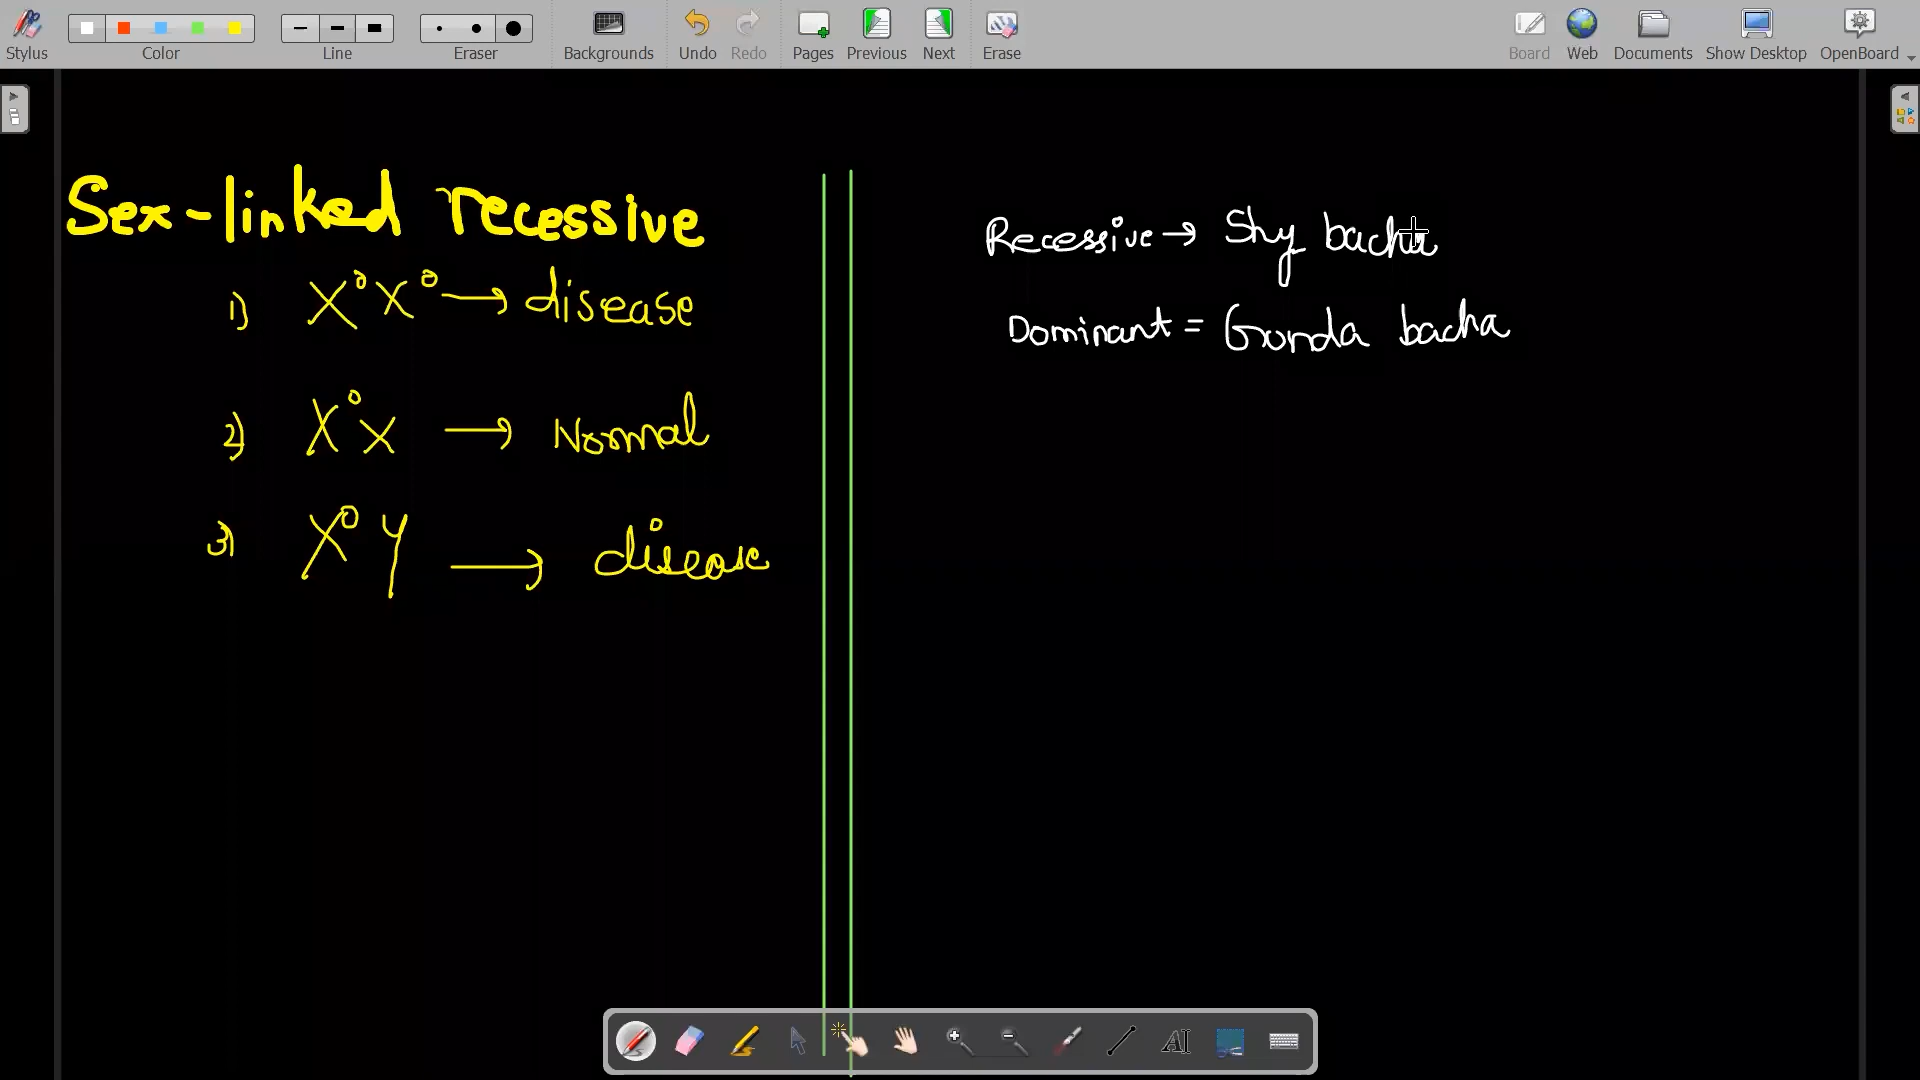 Stylus
Color
Line
Eraser
Backgrounds
Undo
Redo
Pages
Previous
Next
Erase
Board
Web
Documents
Show Desktop
OpenBoard
Sex-linked recessive
1) X°X° → disease
2) X°X → Normal
3) X°Y → disease
Recessive → Shy bacha
Dominant = Gunda bacha